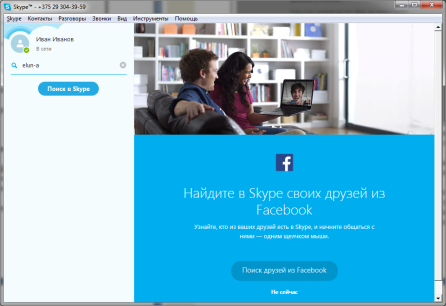 Skype™ - +375 29 304-39-59
Skype Контакты Разговоры Звонки Вид Инструменты Помощь
Иван Иванов
В сети
elun-a
Поиск в Skype
Найдите в Skype своих друзей из
Facebook
Узнайте, кто из ваших друзей есть в Skype, и начните общаться с
ними — одним щелчком мыши.
Поиск друзей из Facebook
Не сейчас